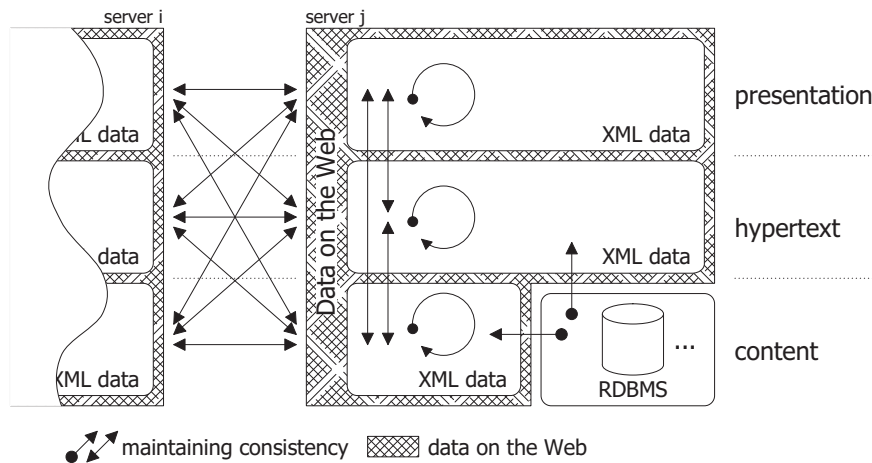 server i
server j
presentation
XML data
XML data
Data on the Web
hypertext
data
XML data
content
XML data
XML data
RDBMS
...
maintaining consistency
data on the Web